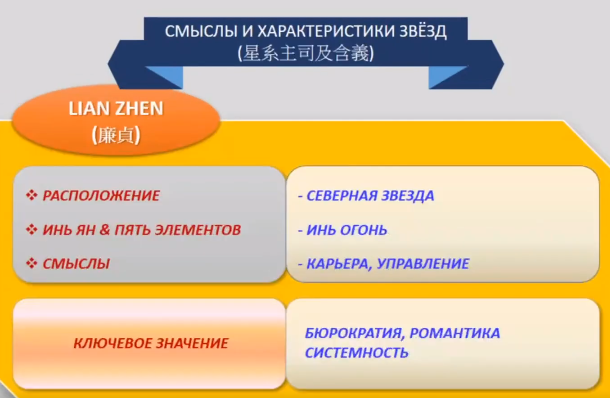 СМЫСЛЫ И ХАРАКТЕРИСТИКИ ЗВЁЗД
(星系主司及含義)
LIAN ZHEN
(廉貞)
❖ РАСПОЛОЖЕНИЕ
- СЕВЕРНАЯ ЗВЕЗДА
❖ ИНЬ ЯН & ПЯТЬ ЭЛЕМЕНТОВ
- ИНЬ ОГОНЬ
❖ СМЫСЛЫ
- КАРЬЕРА, УПРАВЛЕНИЕ
КЛЮЧЕВОЕ ЗНАЧЕНИЕ
БЮРОКРАТИЯ, РОМАНТИКА
СИСТЕМНОСТЬ